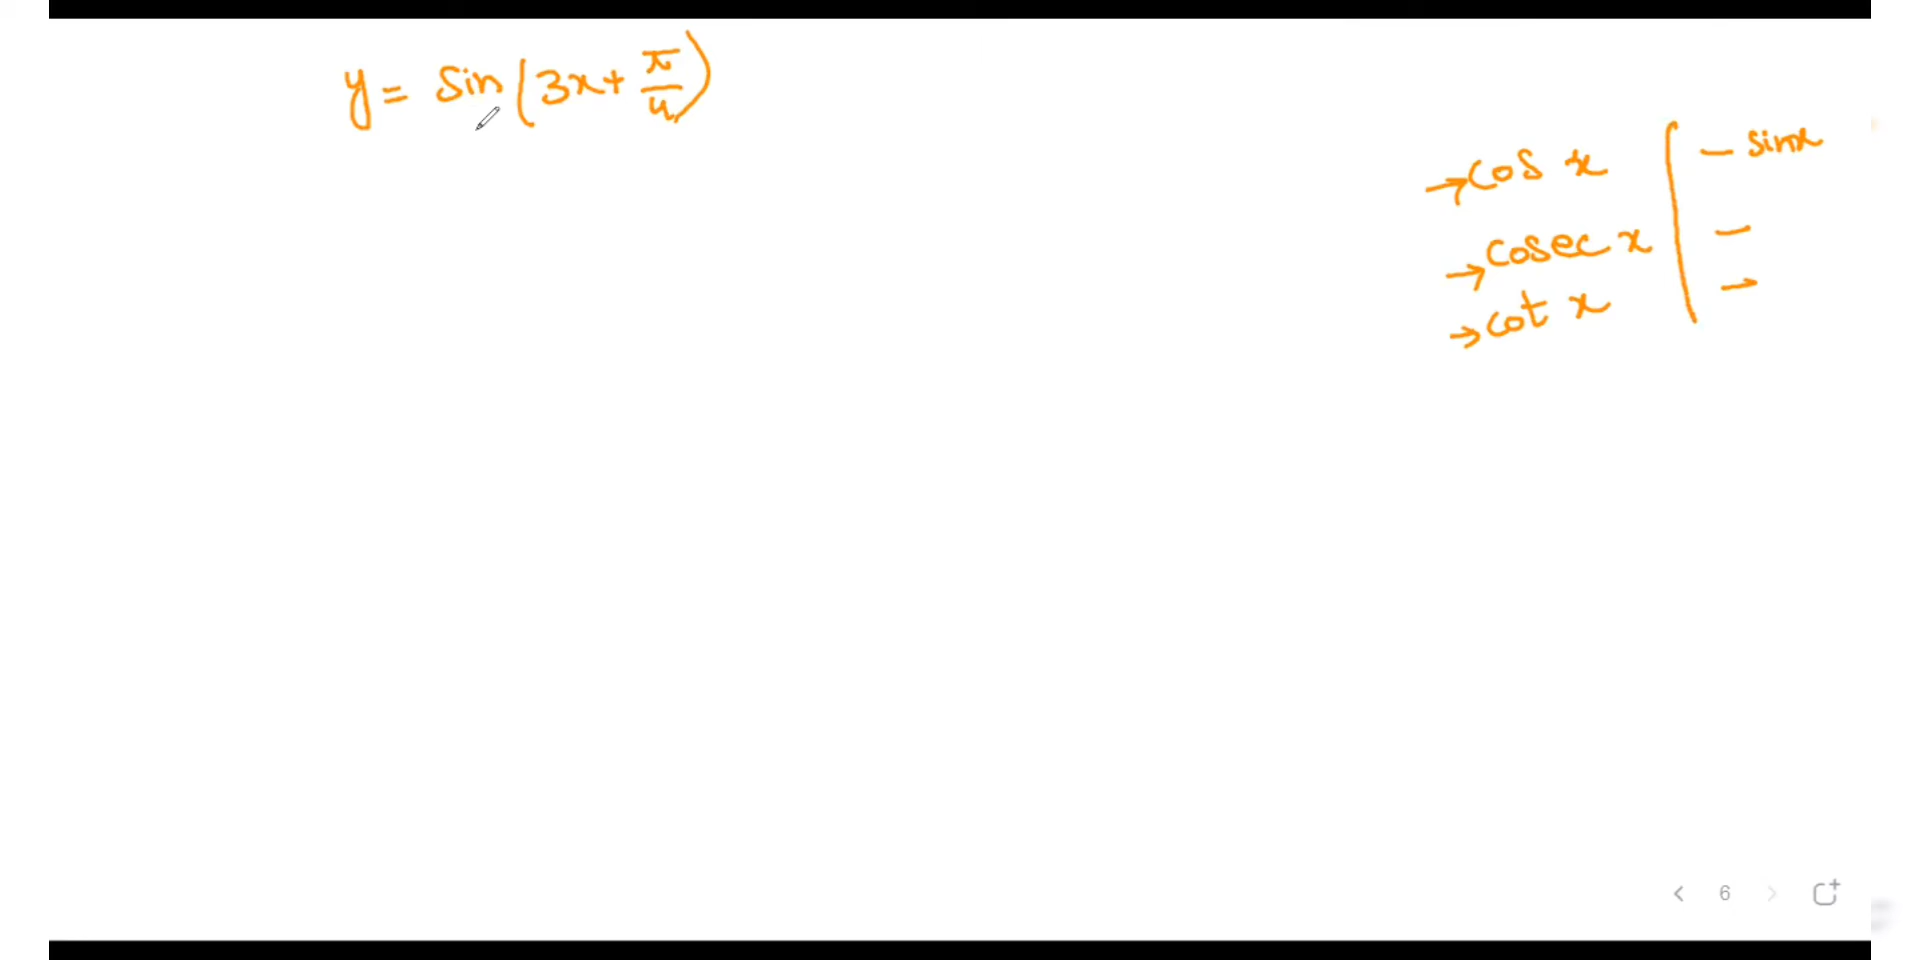 y = sin(3x + π/4)
→ cos x | - sinx
→ cosec x | -
→ cot x | -
< 6 >